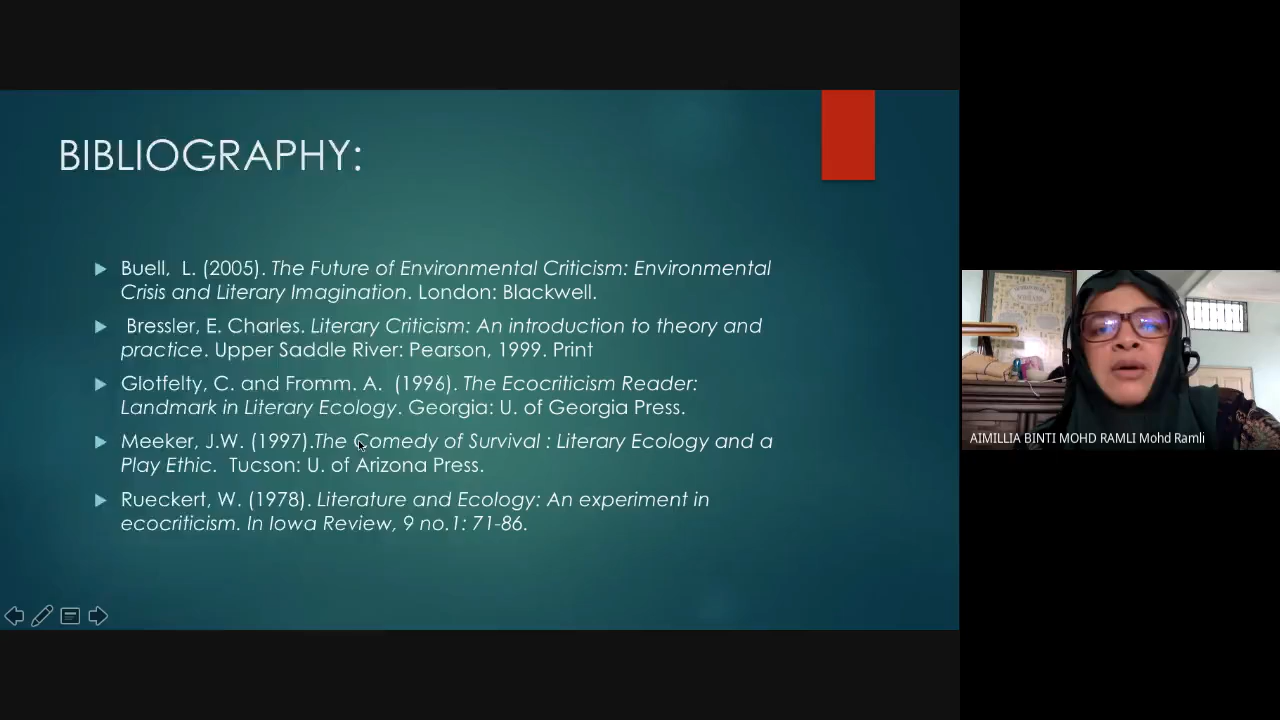 BIBLIOGRAPHY:
Buell, L. (2005). The Future of Environmental Criticism: Environmental
Crisis and Literary Imagination. London: Blackwell.
Bressler, E. Charles. Literary Criticism: An introduction to theory and
practice. Upper Saddle River: Pearson, 1999. Print
Glotfelty, C. and Fromm. A. (1996). The Ecocriticism Reader:
Landmark in Literary Ecology. Georgia: U. of Georgia Press.
Meeker, J.W. (1997).The Comedy of Survival : Literary Ecology and a
Play Ethic. Tucson: U. of Arizona Press.
Rueckert, W. (1978). Literature and Ecology: An experiment in
ecocriticism. In Iowa Review, 9 no.1: 71-86.
AIMILLIA BINTI MOHD RAMLI Mohd Ramli